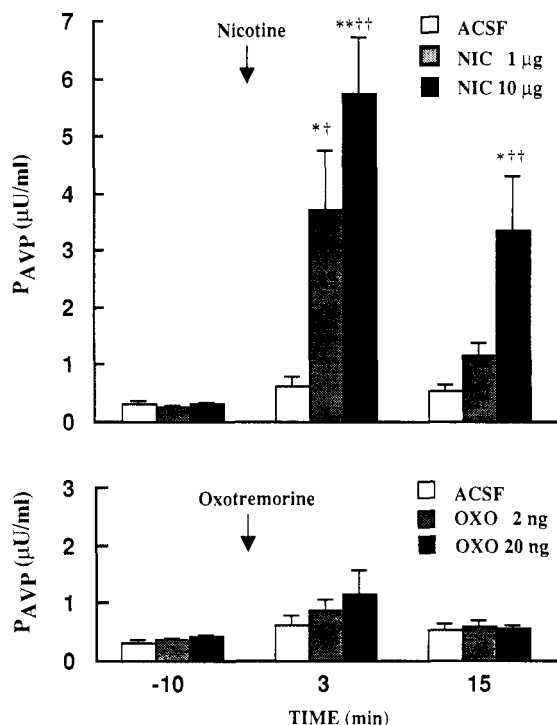 Nicotine
ACSF
NIC 1 μg
NIC 10 μg
**††
*†
*††
PAVP (μU/ml)
7
6
5
4
3
2
1
0
Oxotremorine
ACSF
OXO 2 ng
OXO 20 ng
PAVP (μU/ml)
3
2
1
0
-10
3
15
TIME (min)